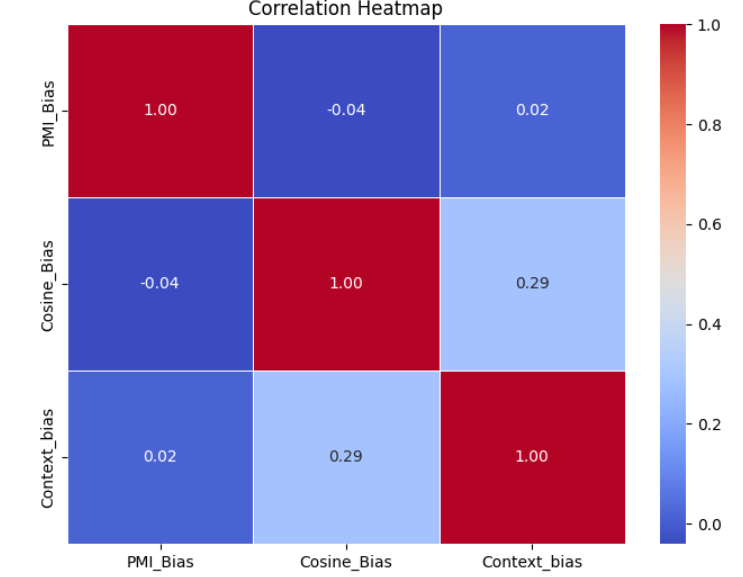 Correlation Heatmap
PMI_Bias
1.00
-0.04
0.02
Cosine_Bias
-0.04
1.00
0.29
Context_bias
0.02
0.29
1.00
PMI_Bias
Cosine_Bias
Context_bias
1.0
0.8
0.6
0.4
0.2
0.0